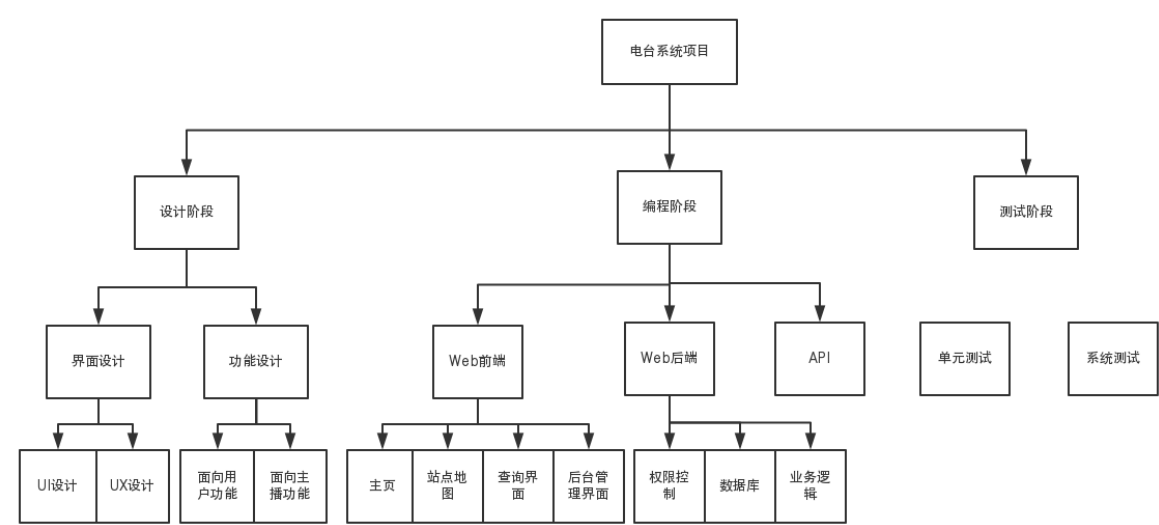 电台系统项目
设计阶段
编程阶段
测试阶段
界面设计
功能设计
Web前端
Web后端
API
单元测试
系统测试
UI设计
UX设计
面向用
户功能
面向主
播功能
主页
站点地
图
查询界
面
后台管
理界面
权限控
制
数据库
业务逻
辑